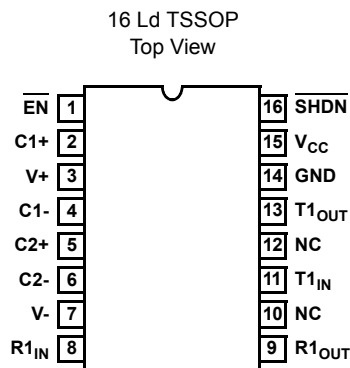 16 Ld TSSOP
Top View
EN 1 16 SHDN
C1+ 2 15 VCC
V+ 3 14 GND
C1- 4 13 T1OUT
C2+ 5 12 NC
C2- 6 11 T1IN
V- 7 10 NC
R1IN 8 9 R1OUT